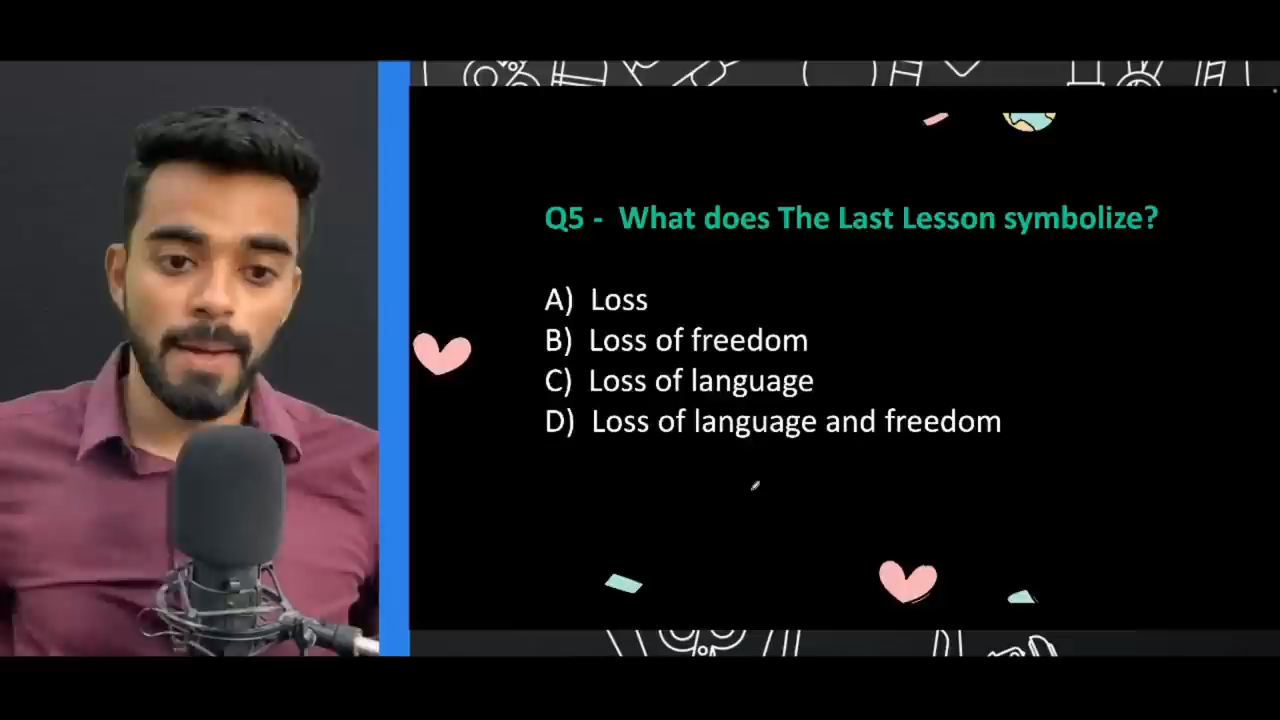 Q5 - What does The Last Lesson symbolize?
A) Loss
B) Loss of freedom
C) Loss of language
D) Loss of language and freedom